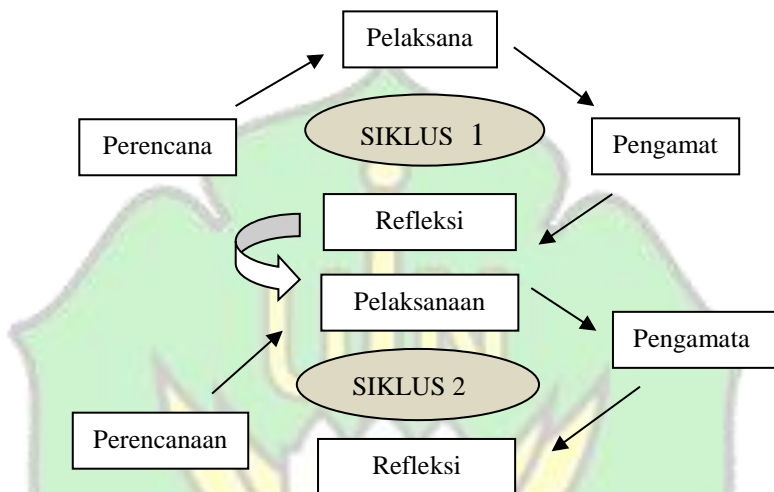 Pelaksana
Perencana
SIKLUS 1
Pengamat
Refleksi
Pelaksanaan
Pengamata
SIKLUS 2
Perencanaan
Refleksi